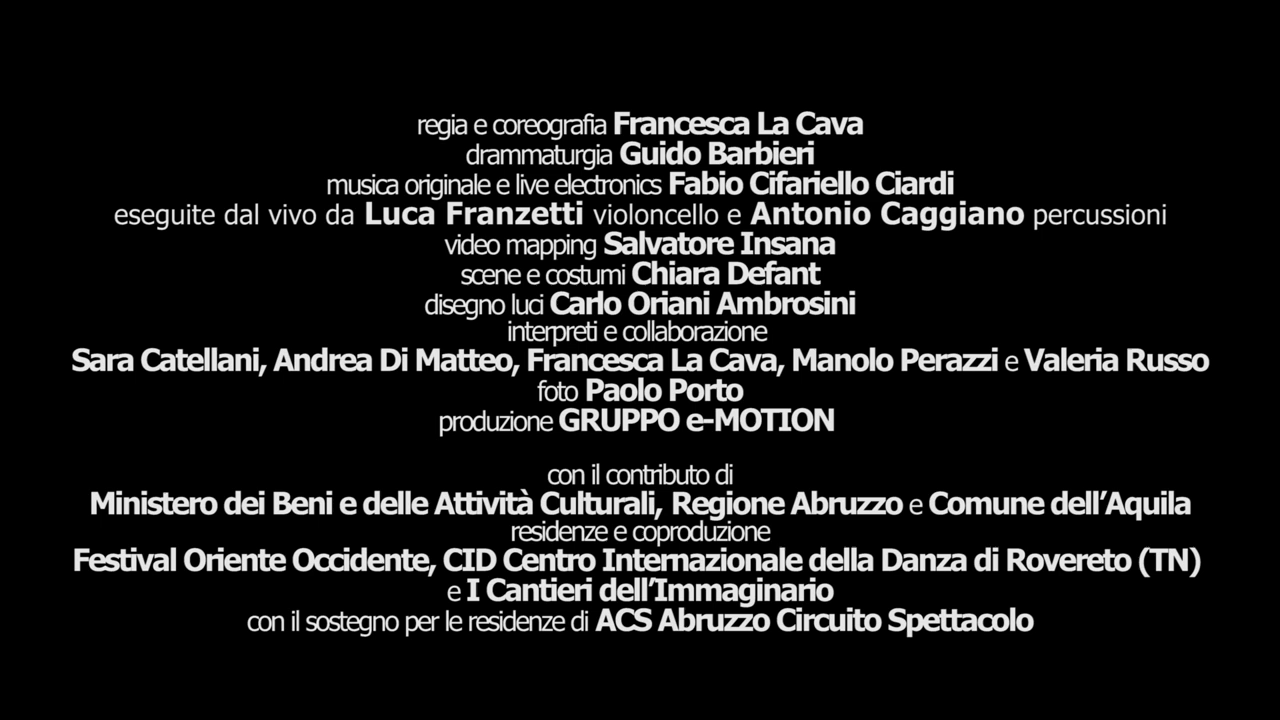 regia e coreografia Francesca La Cava
drammaturgia Guido Barbieri
musica originale e live electronics Fabio Cifariello Ciardi
eseguite dal vivo da Luca Franzetti violoncello e Antonio Caggiano percussioni
video mapping Salvatore Insana
scene e costumi Chiara Defant
disegno luci Carlo Oriani Ambrosini
interpreti e collaborazione
Sara Catellani, Andrea Di Matteo, Francesca La Cava, Manolo Perazzi e Valeria Russo
foto Paolo Porto
produzione GRUPPO e-MOTION
con il contributo di
Ministero dei Beni e delle Attività Culturali, Regione Abruzzo e Comune dell’Aquila
residenze e coproduzione
Festival Oriente Occidente, CID Centro Internazionale della Danza di Rovereto (TN)
e I Cantieri dell’Immaginario
con il sostegno per le residenze di ACS Abruzzo Circuito Spettacolo